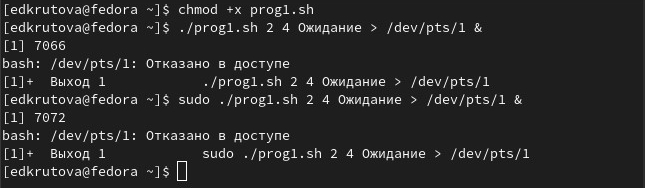 [edkrutova@fedora ~]$ chmod +x prog1.sh
[edkrutova@fedora ~]$ ./prog1.sh 2 4 Ожидание > /dev/pts/1 &
[1] 7066
bash: /dev/pts/1: Отказано в доступе
[1]+  Выход 1            ./prog1.sh 2 4 Ожидание > /dev/pts/1
[edkrutova@fedora ~]$ sudo ./prog1.sh 2 4 Ожидание > /dev/pts/1 &
[1] 7072
bash: /dev/pts/1: Отказано в доступе
[1]+  Выход 1            sudo ./prog1.sh 2 4 Ожидание > /dev/pts/1
[edkrutova@fedora ~]$